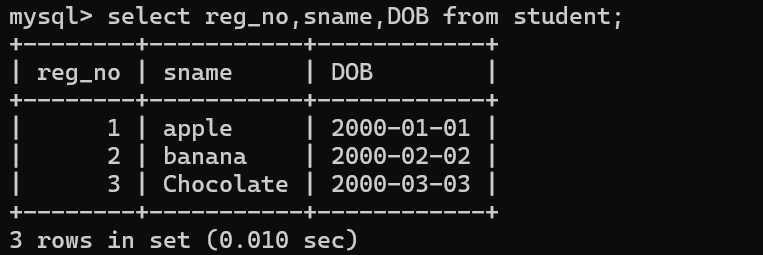 mysql> select reg_no,sname,DOB from student;
+--------+-----------+------------+
| reg_no | sname     | DOB        |
+--------+-----------+------------+
|      1 | apple     | 2000-01-01 |
|      2 | banana    | 2000-02-02 |
|      3 | Chocolate | 2000-03-03 |
+--------+-----------+------------+
3 rows in set (0.010 sec)